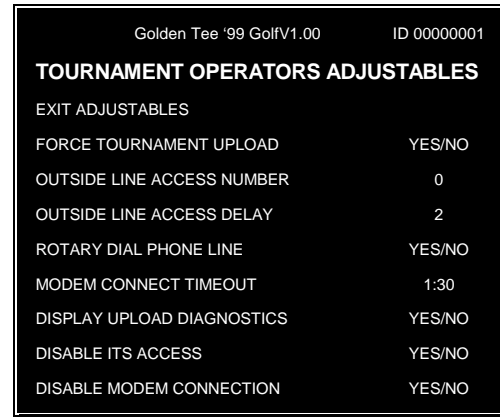 Golden Tee ‘99 GolfV1.00 ID 00000001
TOURNAMENT OPERATORS ADJUSTABLES
EXIT ADJUSTABLES
FORCE TOURNAMENT UPLOAD YES/NO
OUTSIDE LINE ACCESS NUMBER 0
OUTSIDE LINE ACCESS DELAY 2
ROTARY DIAL PHONE LINE YES/NO
MODEM CONNECT TIMEOUT 1:30
DISPLAY UPLOAD DIAGNOSTICS YES/NO
DISABLE ITS ACCESS YES/NO
DISABLE MODEM CONNECTION YES/NO